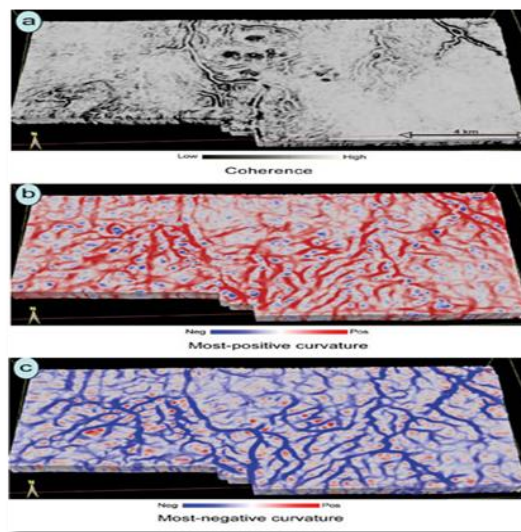 a
4 km
Low High
Coherence
b
Neg Pos
Most-positive curvature
c
Neg Pos
Most-negative curvature